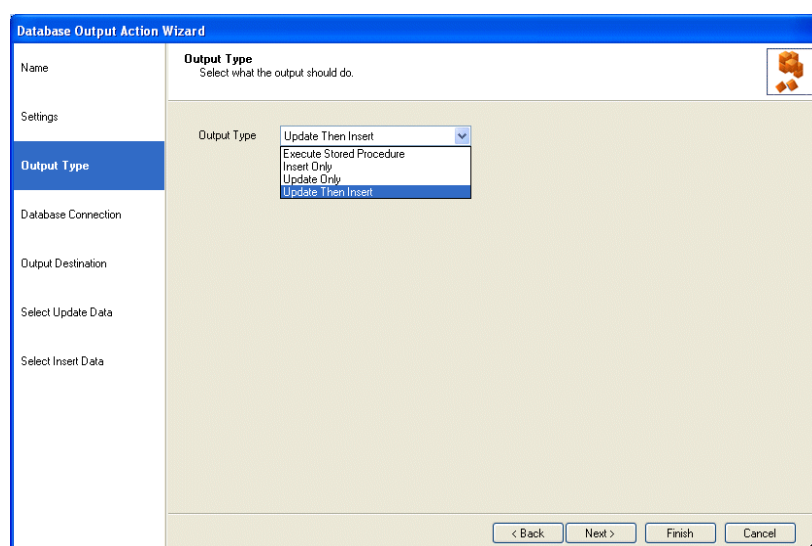 Database Output Action Wizard
Name
Settings
Output Type
Database Connection
Output Destination
Select Update Data
Select Insert Data
Output Type
Select what the output should do.
Output Type Update Then Insert
Execute Stored Procedure
Insert Only
Update Only
Update Then Insert
< Back Next > Finish Cancel